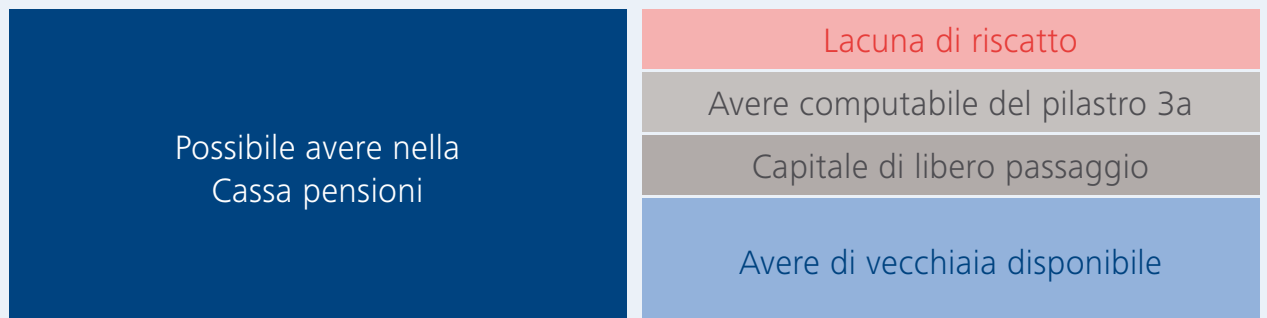 Possibile avere nella
Cassa pensioni
Lacuna di riscatto
Avere computabile del pilastro 3a
Capitale di libero passaggio
Avere di vecchiaia disponibile